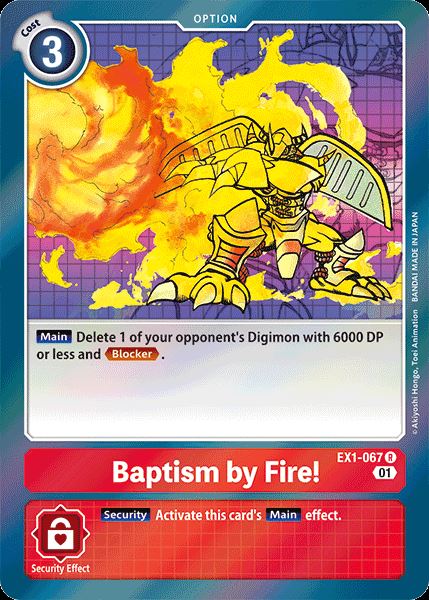 OPTION
Cost
3
Main Delete 1 of your opponent's Digimon with 6000 DP
or less and Blocker.
© Akiyoshi Hongo, Toei Animation BANDAI MADE IN JAPAN
EX1-067 R
Baptism by Fire!
01
Security Activate this card's Main effect.
Security Effect